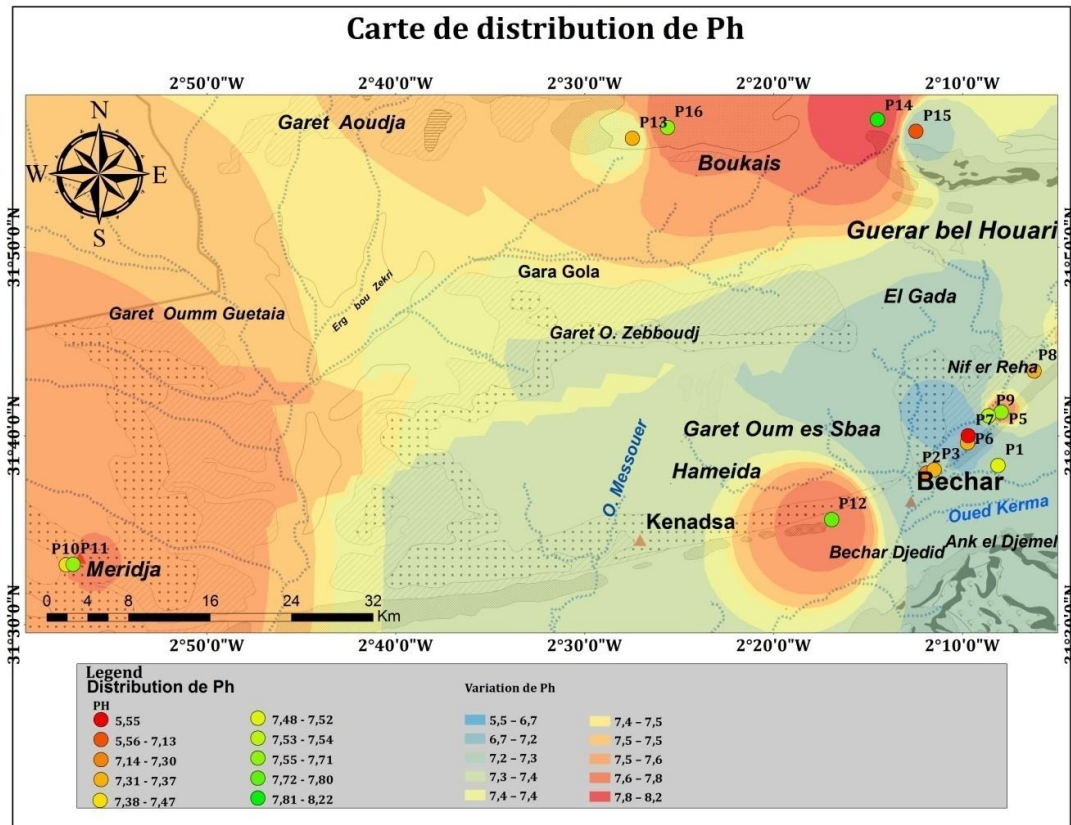 Carte de distribution de Ph
2°50'0"W 2°40'0"W 2°30'0"W 2°20'0"W 2°10'0"W
N
W E
S
Garet Aoudja
P13 P16 P14 P15
Boukais
31°50'0"N
Guerar bel Houari
31°50'0"N
Gara Gola
Erg bou Zekri
El Gada
Garet Oumm Guetaia
Garet O. Zebboudj
P8
Nif er Reha
P9
P7 P5
31°40'0"N
Garet Oum es Sbaa
P6
31°40'0"N
P2 P3 P1
Hameida
Bechar
O. Messouer
P12
Kenadsa
Oued Kerma
Bechar Djedid
Ank el Djemel
P10 P11
Meridja
0 4 8 16 24 32
Km
31°30'0"N
2°50'0"W 2°40'0"W 2°30'0"W 2°20'0"W 2°10'0"W
Legend
Distribution de Ph
PH
5,55
5,56 - 7,13
7,14 - 7,30
7,31 - 7,37
7,38 - 7,47
7,48 - 7,52
7,53 - 7,54
7,55 - 7,71
7,72 - 7,80
7,81 - 8,22
Variation de Ph
5,5 – 6,7
6,7 – 7,2
7,2 – 7,3
7,3 – 7,4
7,4 – 7,4
7,4 – 7,5
7,5 – 7,5
7,5 – 7,6
7,6 – 7,8
7,8 – 8,2